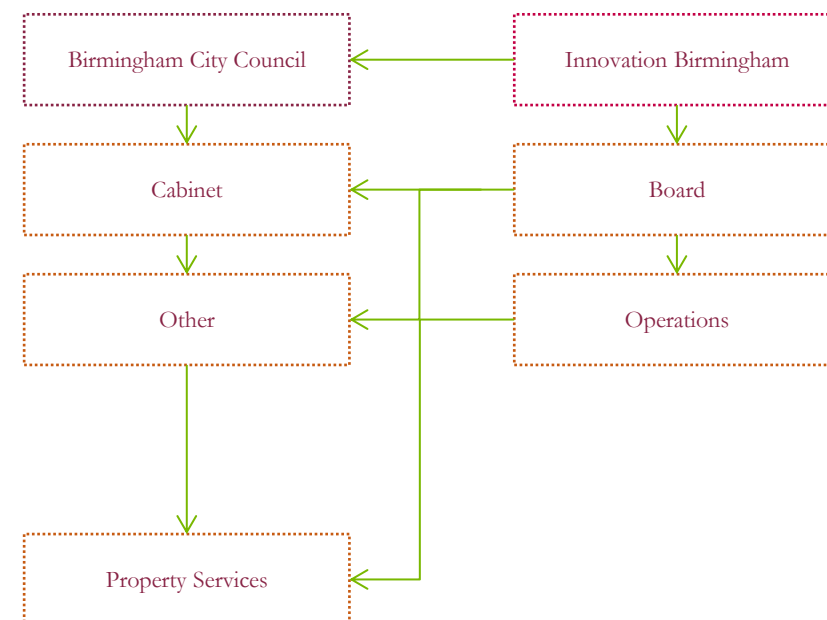 Birmingham City Council
Innovation Birmingham
Cabinet
Board
Other
Operations
Property Services